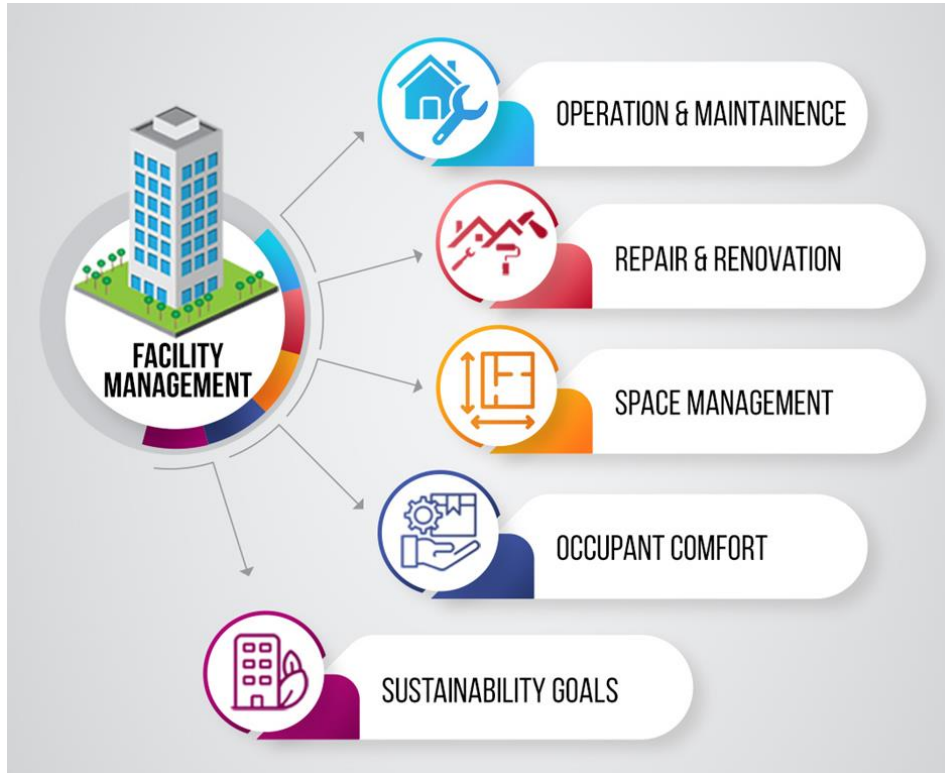 FACILITY
MANAGEMENT
OPERATION & MAINTAINENCE
REPAIR & RENOVATION
SPACE MANAGEMENT
OCCUPANT COMFORT
SUSTAINABILITY GOALS